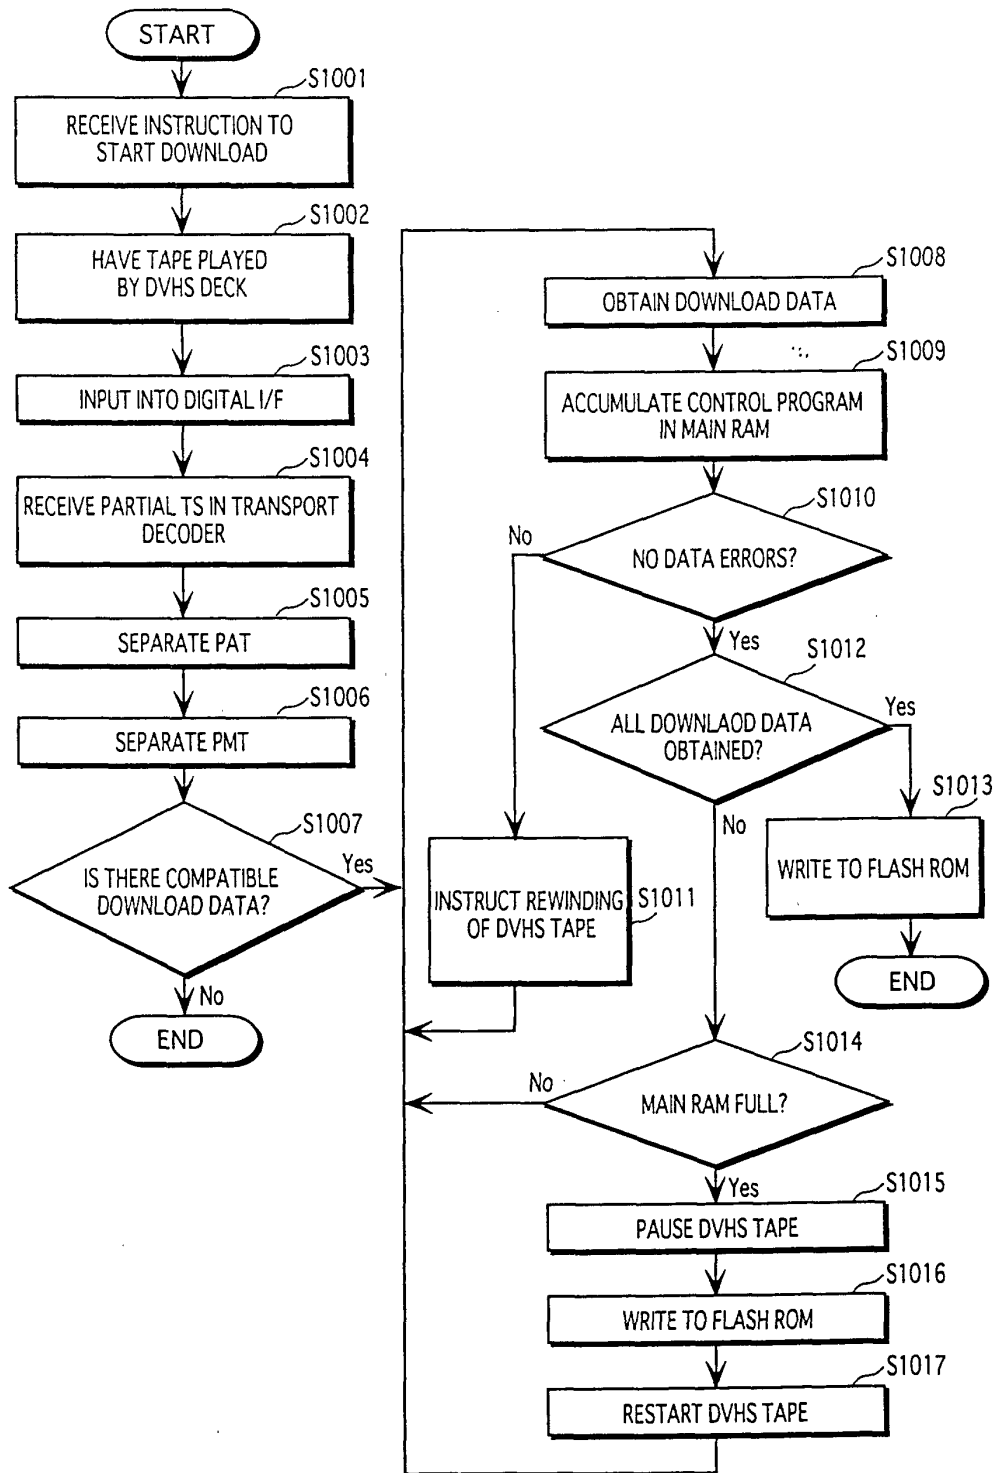 START
S1001
RECEIVE INSTRUCTION TO
START DOWNLOAD
S1002
HAVE TAPE PLAYED
BY DVHS DECK
S1003
INPUT INTO DIGITAL I/F
S1004
RECEIVE PARTIAL TS IN TRANSPORT
DECODER
S1005
SEPARATE PAT
S1006
SEPARATE PMT
S1007
IS THERE COMPATIBLE
DOWNLOAD DATA?
Yes
No
END
S1008
OBTAIN DOWNLOAD DATA
S1009
ACCUMULATE CONTROL PROGRAM
IN MAIN RAM
S1010
NO DATA ERRORS?
No
Yes
S1011
INSTRUCT REWINDING
OF DVHS TAPE
S1012
ALL DOWNLAOD DATA
OBTAINED?
Yes
No
S1013
WRITE TO FLASH ROM
END
S1014
MAIN RAM FULL?
No
Yes
S1015
PAUSE DVHS TAPE
S1016
WRITE TO FLASH ROM
S1017
RESTART DVHS TAPE